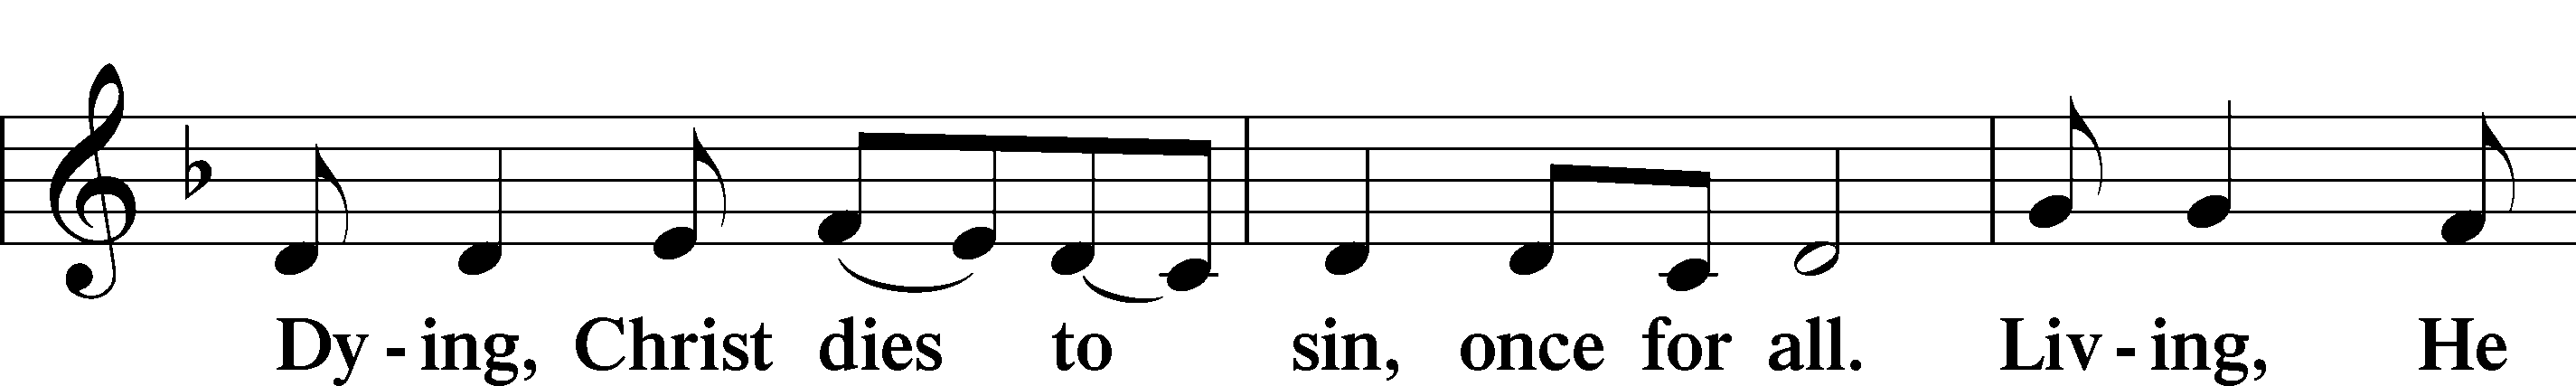 Dy - ing, Christ dies to sin, once for all. Liv - ing, He